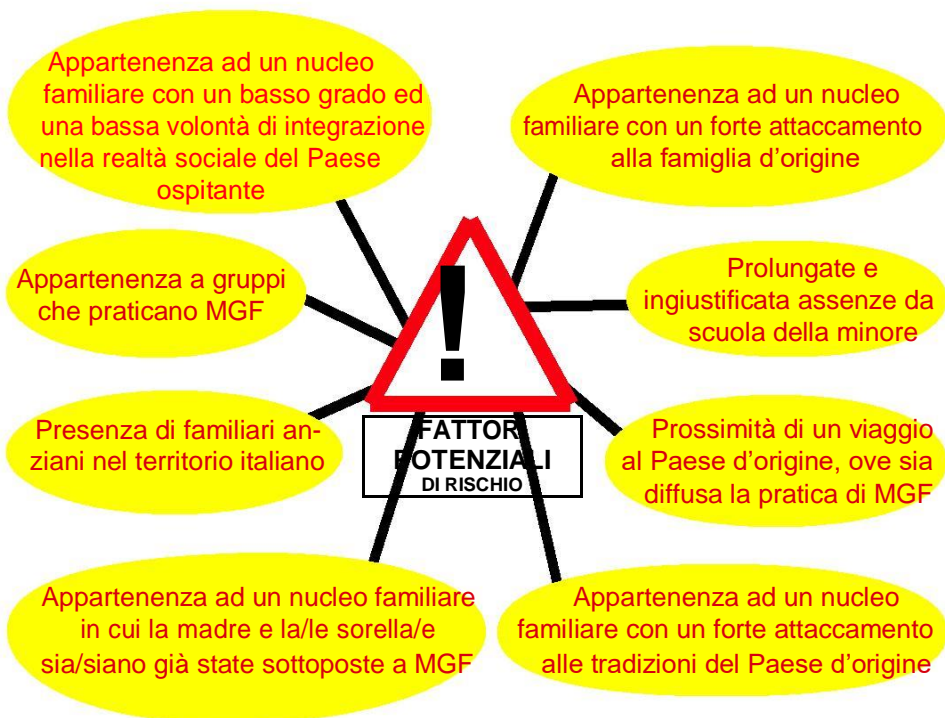 Appartenenza ad un nucleo
familiare con un basso grado ed
una bassa volontà di integrazione
nella realtà sociale del Paese
ospitante
Appartenenza ad un nucleo
familiare con un forte attaccamento
alla famiglia d'origine
Appartenenza a gruppi
che praticano MGF
Prolungate e
ingiustificata assenze da
scuola della minore
!
Presenza di familiari an-
ziani nel territorio italiano
FATTORI
POTENZIALI
DI RISCHIO
Prossimità di un viaggio
al Paese d'origine, ove sia
diffusa la pratica di MGF
Appartenenza ad un nucleo familiare
in cui la madre e la/le sorella/e
sia/siano già state sottoposte a MGF
Appartenenza ad un nucleo
familiare con un forte attaccamento
alle tradizioni del Paese d'origine